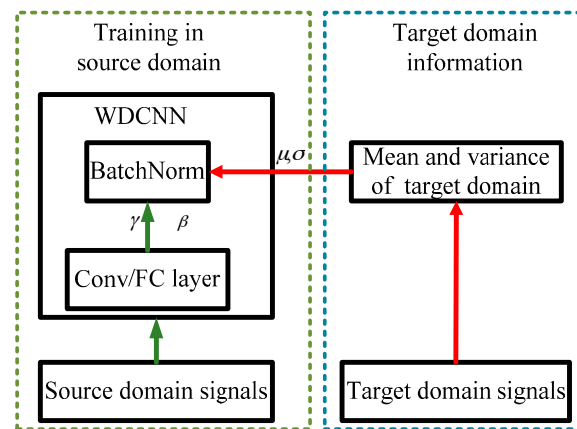 Training in
source domain
WDCNN
BatchNorm
γ β
Conv/FC layer
Source domain signals
μ,σ
Target domain
information
Mean and variance
of target domain
Target domain signals